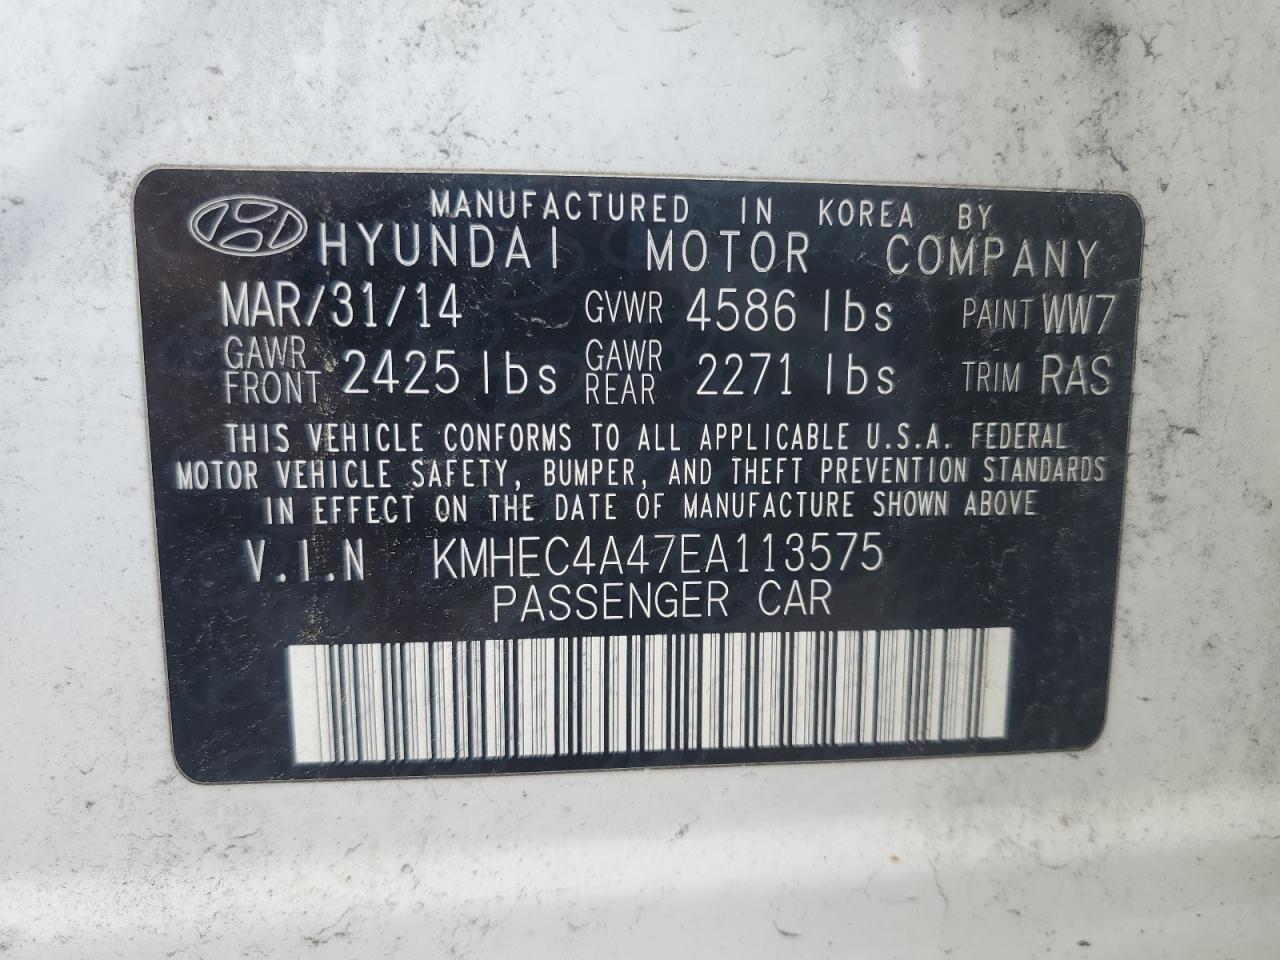 MANUFACTURED IN KOREA BY
HYUNDAI MOTOR COMPANY
MAR/31/14 GVWR 4586 lbs PAINT WW7
GAWR FRONT 2425 lbs GAWR REAR 2271 lbs TRIM RAS
THIS VEHICLE CONFORMS TO ALL APPLICABLE U.S.A. FEDERAL
MOTOR VEHICLE SAFETY, BUMPER, AND THEFT PREVENTION STANDARDS
IN EFFECT ON THE DATE OF MANUFACTURE SHOWN ABOVE
V.I.N KMHEC4A47EA113575
PASSENGER CAR